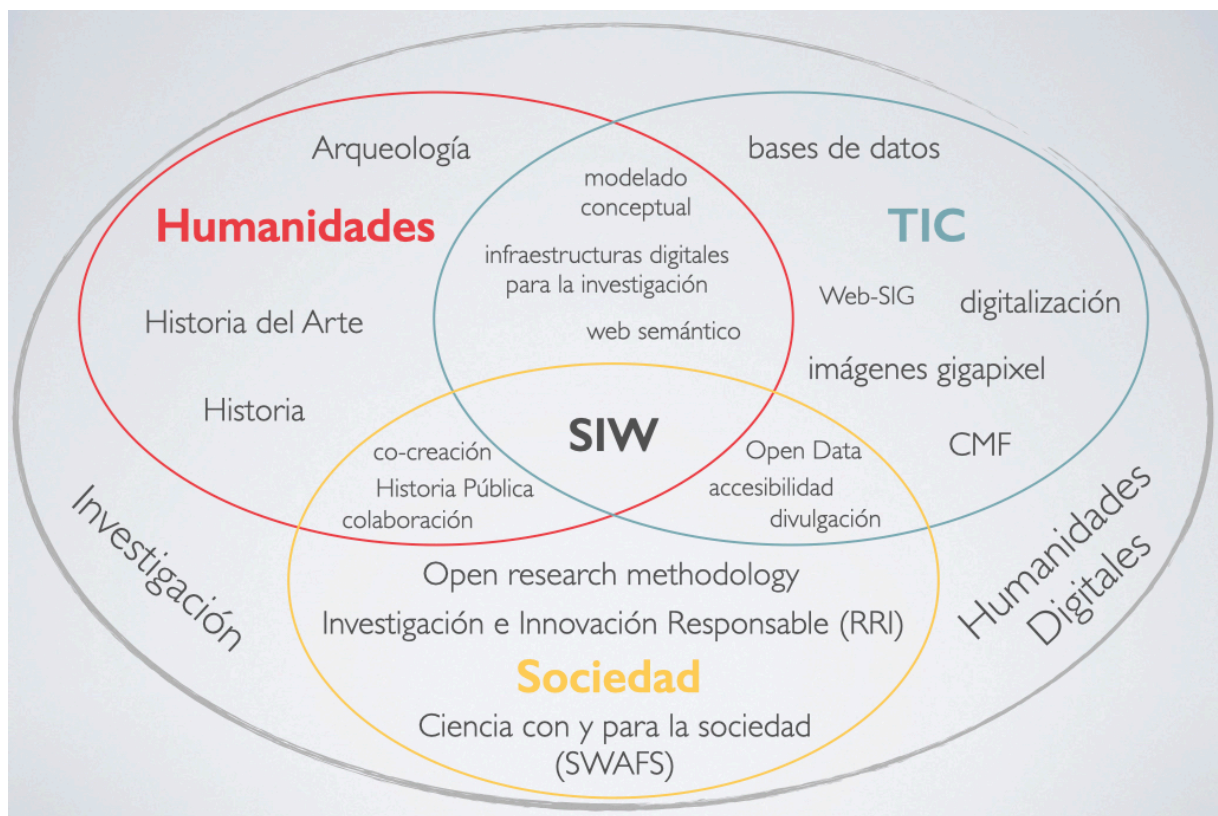 Arqueología
bases de datos
modelado
conceptual
Humanidades
TIC
infraestructuras digitales
para la investigación
Web-SIG
digitalización
Historia del Arte
web semántico
imágenes gigapixel
Historia
SIW
co-creación
Open Data
CMF
Historia Pública
accesibilidad
colaboración
divulgación
Investigación
Humanidades
Digitales
Open research methodology
Investigación e Innovación Responsable (RRI)
Sociedad
Ciencia con y para la sociedad
(SWAFS)